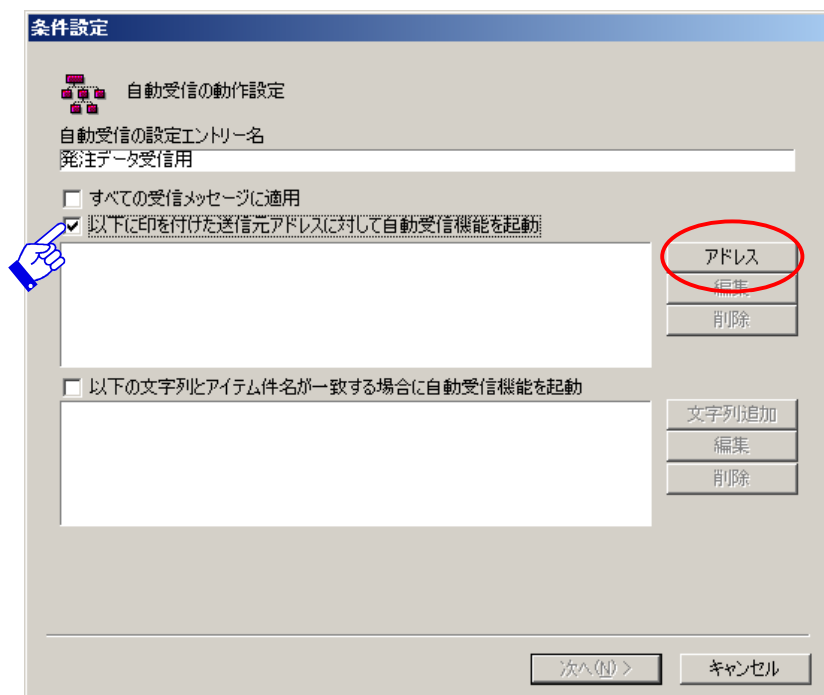 条件設定
自動受信の動作設定
自動受信の設定エントリー名
発注データ受信用
すべての受信メッセージに適用
以下に印を付けた送信元アドレスに対して自動受信機能を起動
アドレス
編集
削除
以下の文字列とアイテム件名が一致する場合に自動受信機能を起動
文字列追加
編集
削除
次へ(N) >
キャンセル